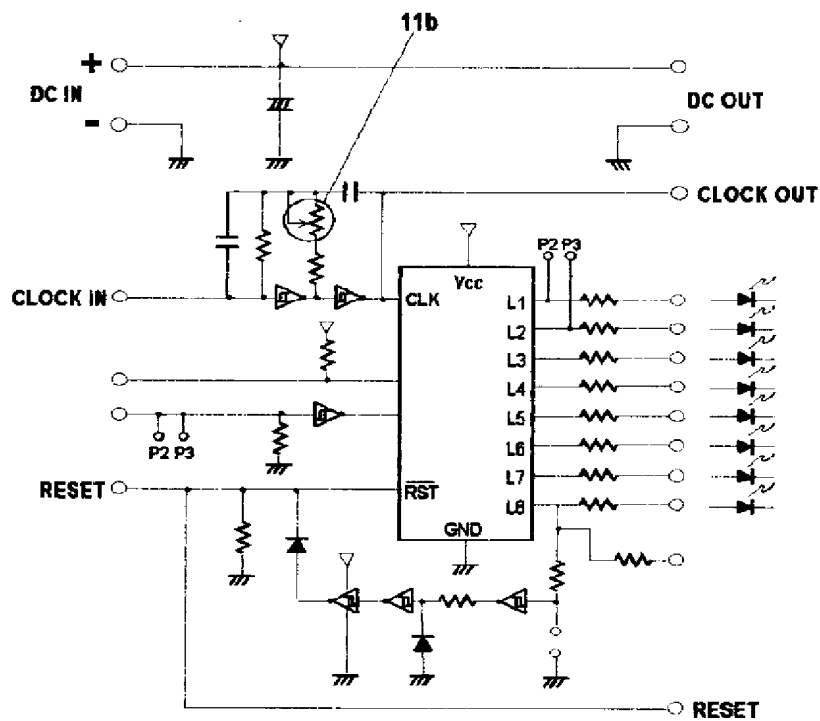 11b
+
DC IN
-
DC OUT
CLOCK OUT
P2 P3
Vcc
CLOCK IN
CLK
L1
L2
L3
L4
L5
L6
L7
L8
P2 P3
RESET
RST
GND
RESET